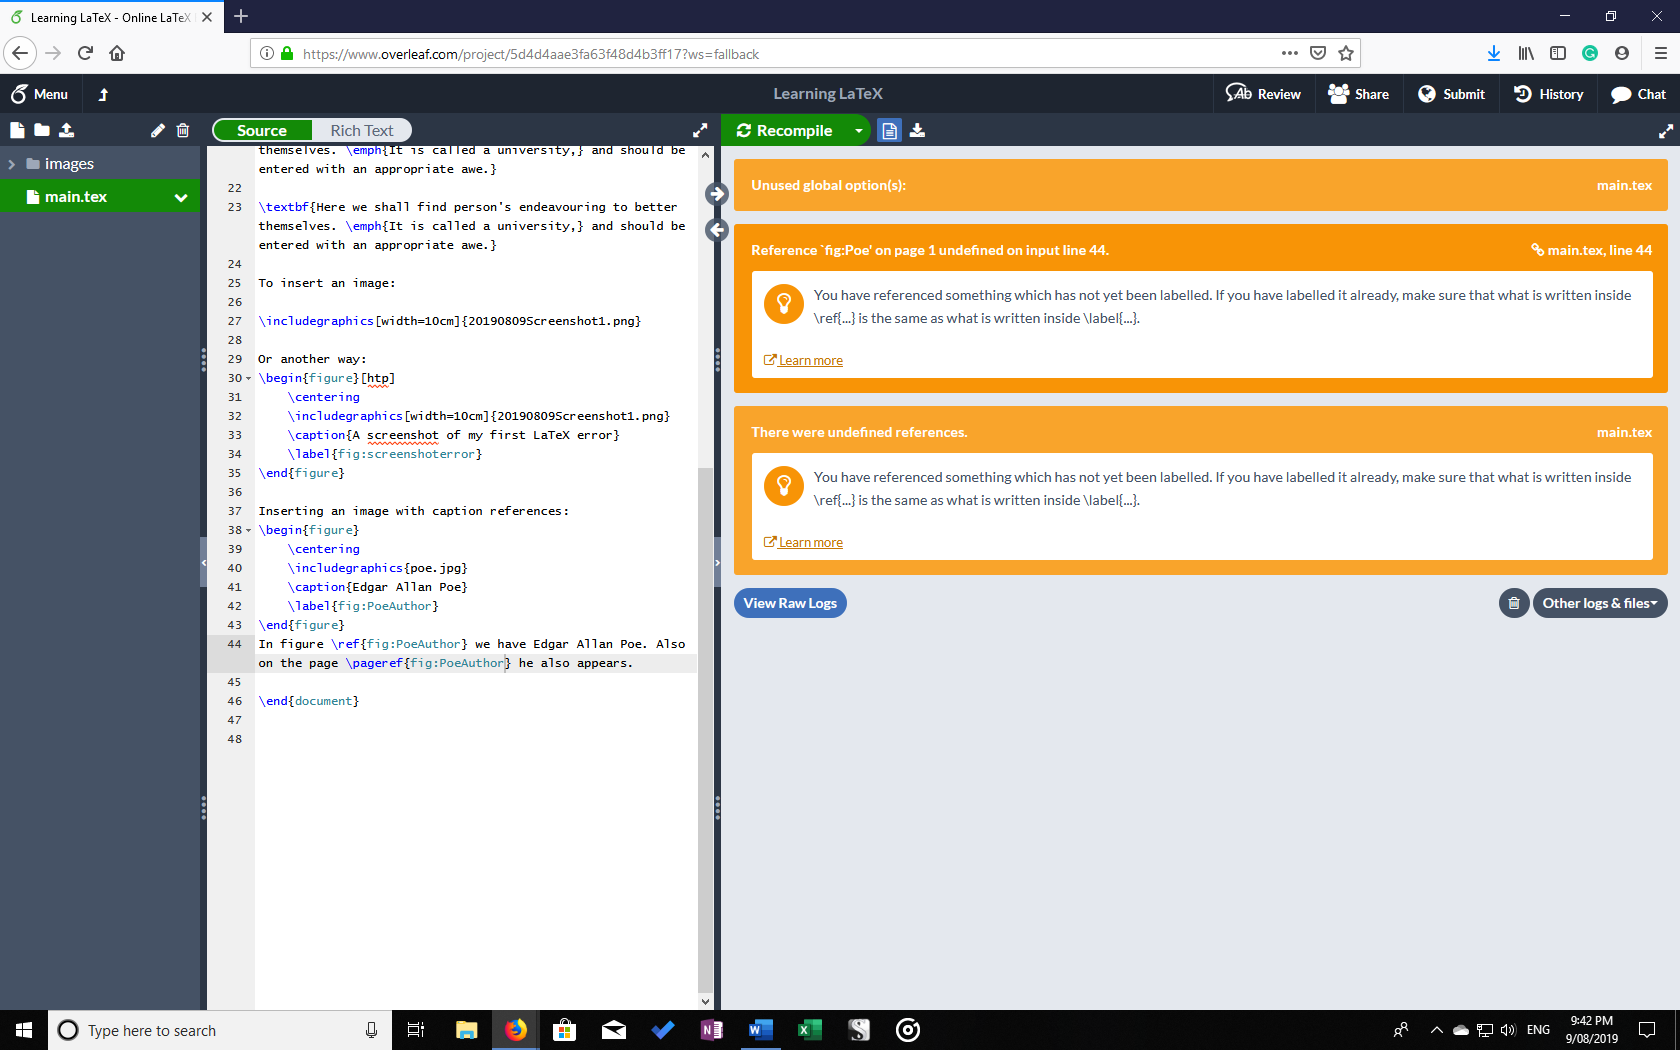 Learning LaTeX - Online LaTeX
https://www.overleaf.com/project/5d4d4aae3fa63f48d4b3ff17?ws=fallback
Menu
Learning LaTeX
Review
Share
Submit
History
Chat
Source
Rich Text
Recompile
images
main.tex
themselves. \emph{It is called a university,} and should be
entered with an appropriate awe.}
22
23 \textbf{Here we shall find person's endeavouring to better
themselves. \emph{It is called a university,} and should be
entered with an appropriate awe.}
24
25 To insert an image:
26
27 \includegraphics[width=10cm]{20190809Screenshot1.png}
28
29 Or another way:
30 \begin{figure}[htp]
31 \centering
32 \includegraphics[width=10cm]{20190809Screenshot1.png}
33 \caption{A screenshot of my first LaTeX error}
34 \label{fig:screenshoterror}
35 \end{figure}
36
37 Inserting an image with caption references:
38 \begin{figure}
39 \centering
40 \includegraphics{poe.jpg}
41 \caption{Edgar Allan Poe}
42 \label{fig:PoeAuthor}
43 \end{figure}
44 In figure \ref{fig:PoeAuthor} we have Edgar Allan Poe. Also
on the page \pageref{fig:PoeAuthor} he also appears.
45
46 \end{document}
47
48
Unused global option(s):
main.tex
Reference `fig:Poe' on page 1 undefined on input line 44.
main.tex, line 44
You have referenced something which has not yet been labelled. If you have labelled it already, make sure that what is written inside
\ref{...} is the same as what is written inside \label{...}.
Learn more
There were undefined references.
main.tex
You have referenced something which has not yet been labelled. If you have labelled it already, make sure that what is written inside
\ref{...} is the same as what is written inside \label{...}.
Learn more
View Raw Logs
Other logs & files
Type here to search
ENG
9:42 PM
9/08/2019